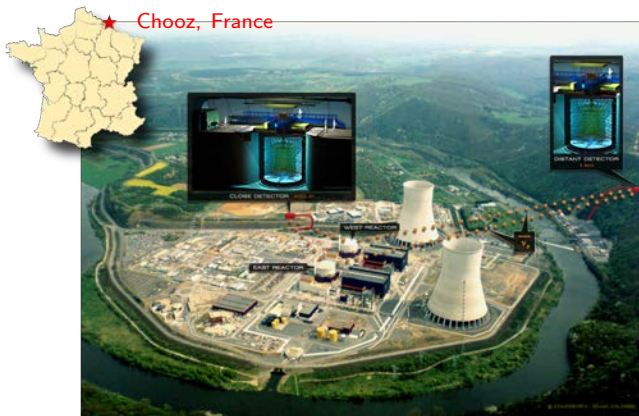 Chooz, France
DISTANT DETECTOR
CLOSE DETECTOR
WEST REACTOR
EAST REACTOR